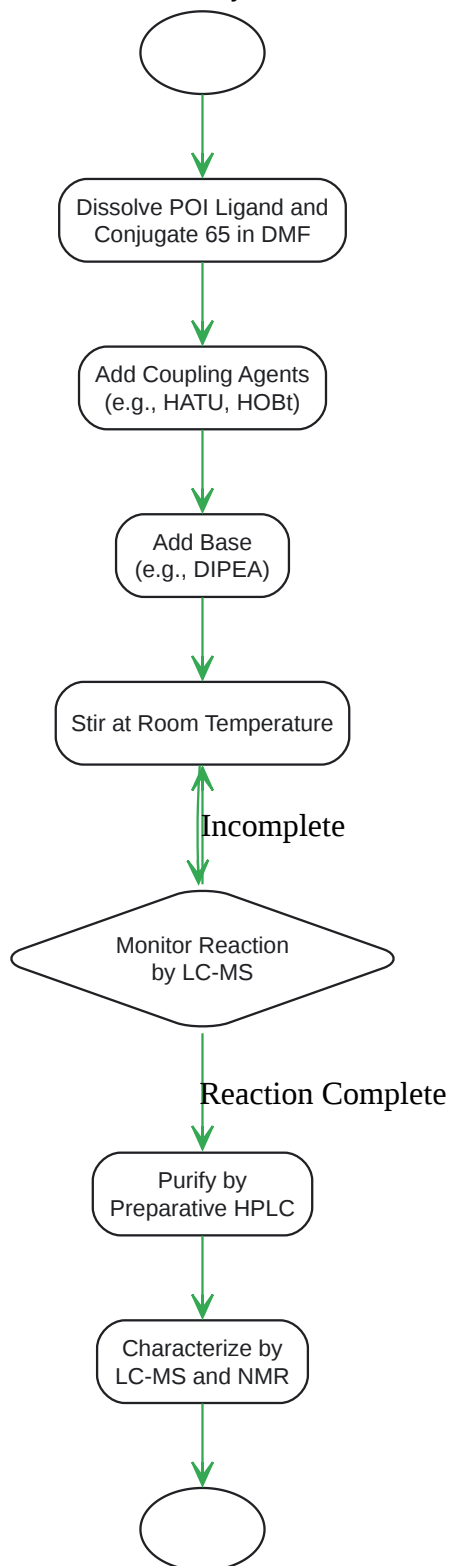 Dissolve POI Ligand and
Conjugate 65 in DMF
Add Coupling Agents
(e.g., HATU, HOBt)
Add Base
(e.g., DIPEA)
Stir at Room Temperature
Incomplete
Monitor Reaction
by LC-MS
Reaction Complete
Purify by
Preparative HPLC
Characterize by
LC-MS and NMR